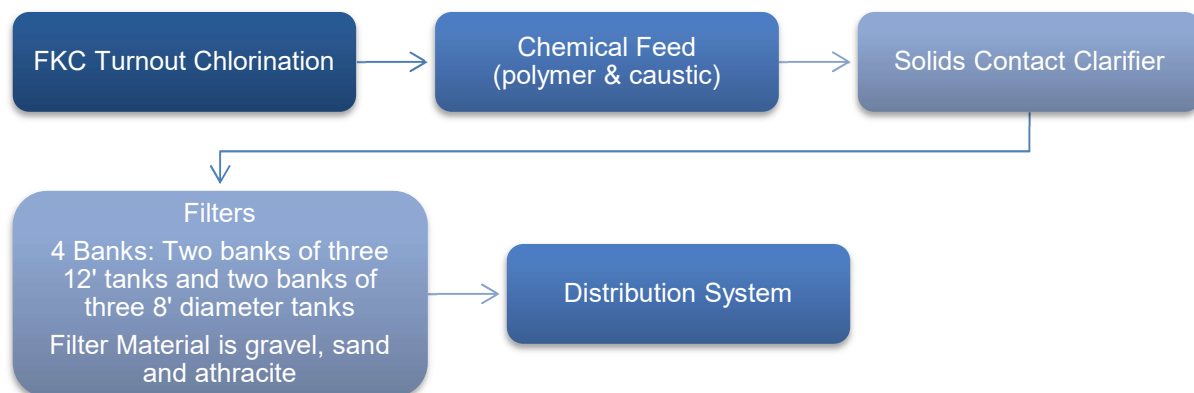 FKC Turnout Chlorination
Chemical Feed
(polymer & caustic)
Solids Contact Clarifier
Filters
4 Banks: Two banks of three
12' tanks and two banks of
three 8' diameter tanks
Filter Material is gravel, sand
and athracite
Distribution System